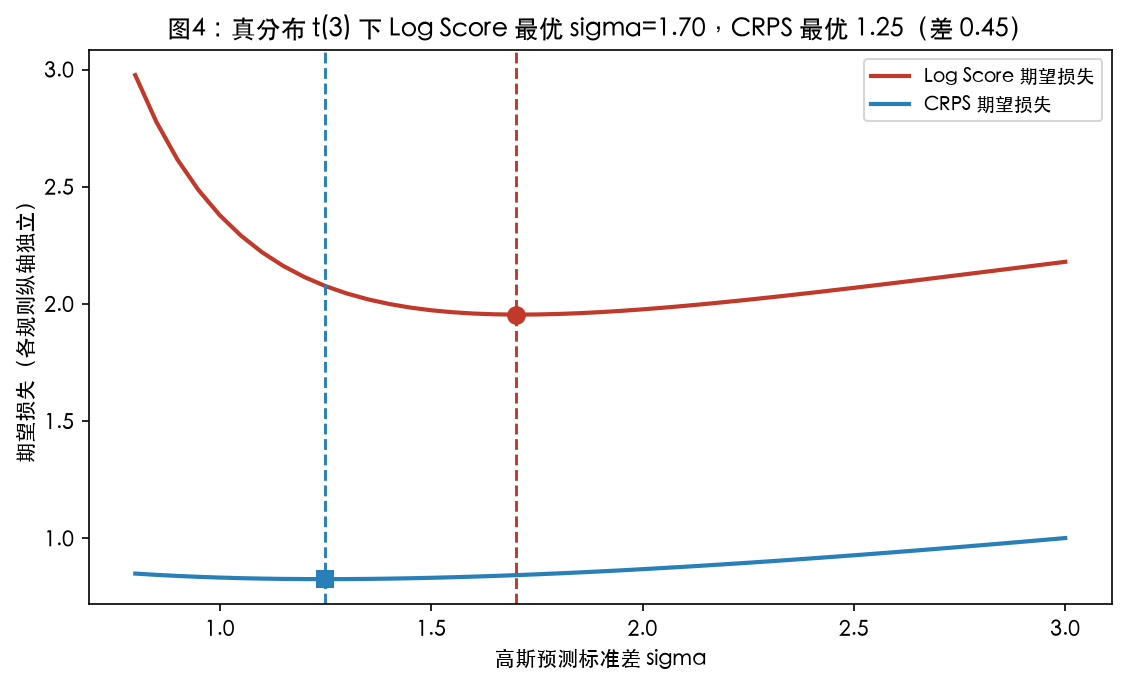 图4：真分布 t(3) 下 Log Score 最优 sigma=1.70，CRPS 最优 1.25（差 0.45）
Log Score 期望损失
CRPS 期望损失
期望损失（各规则纵轴独立）
3.0
2.5
2.0
1.5
1.0
1.0 1.5 2.0 2.5 3.0
高斯预测标准差 sigma